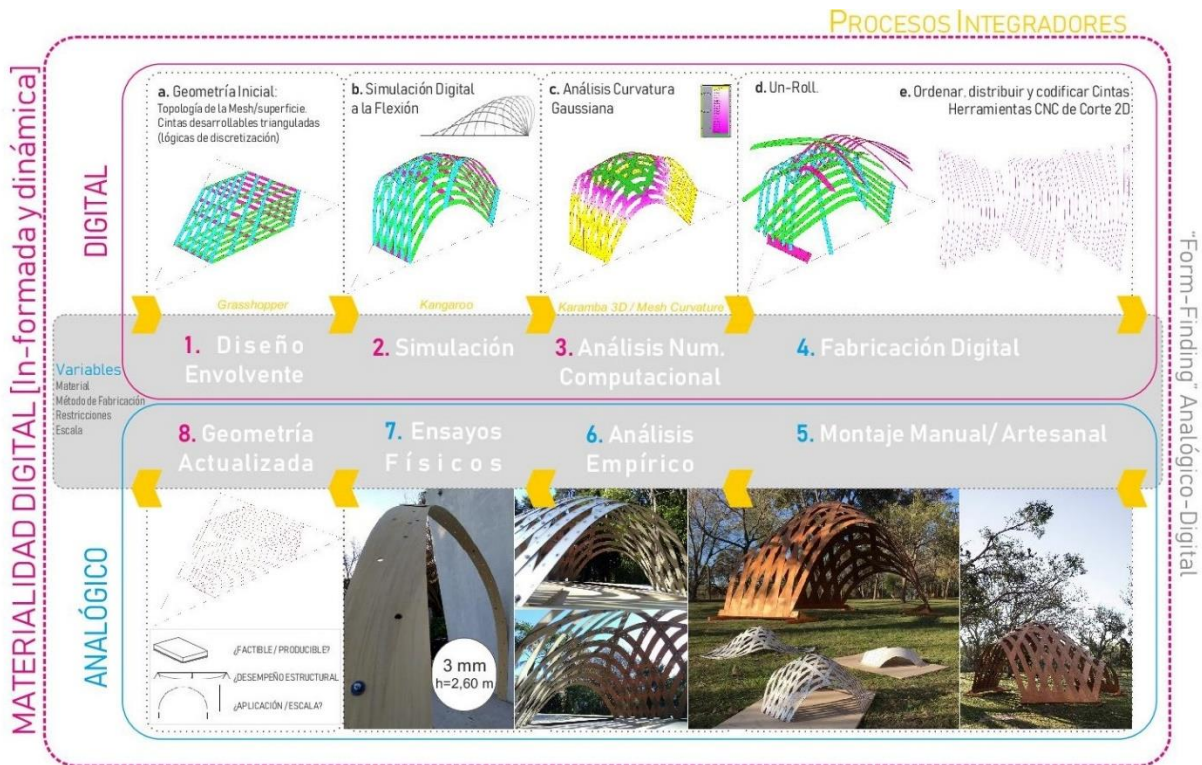 PROCESOS INTEGRADORES
MATERIALIDAD DIGITAL [In-formada y dinámica]
DIGITAL
a. Geometría Inicial:
Topología de la Mesh/superficie.
Cintas desarrollables trianguladas
(lógicas de discretización)
b. Simulación Digital
a la Flexión
c. Análisis Curvatura
Gaussiana
d. Un-Roll.
e. Ordenar, distribuir y codificar Cintas
Herramientas CNC de Corte 2D
Grasshopper
Kangaroo
Karamba 3D / Mesh Curvature
1. Diseño
Envolvente
2. Simulación
3. Análisis Num.
Computacional
4. Fabricación Digital
Variables
Material
Método de Fabricación
Restricciones
Escala
8. Geometría
Actualizada
7. Ensayos
Físicos
6. Análisis
Empírico
5. Montaje Manual/ Artesanal
ANALÓGICO
¿FACTIBLE / PRODUCIBLE?
¿DESEMPEÑO ESTRUCTURAL
¿APLICACIÓN / ESCALA?
3 mm
h=2,60 m
"Form-Finding" Analógico-Digital